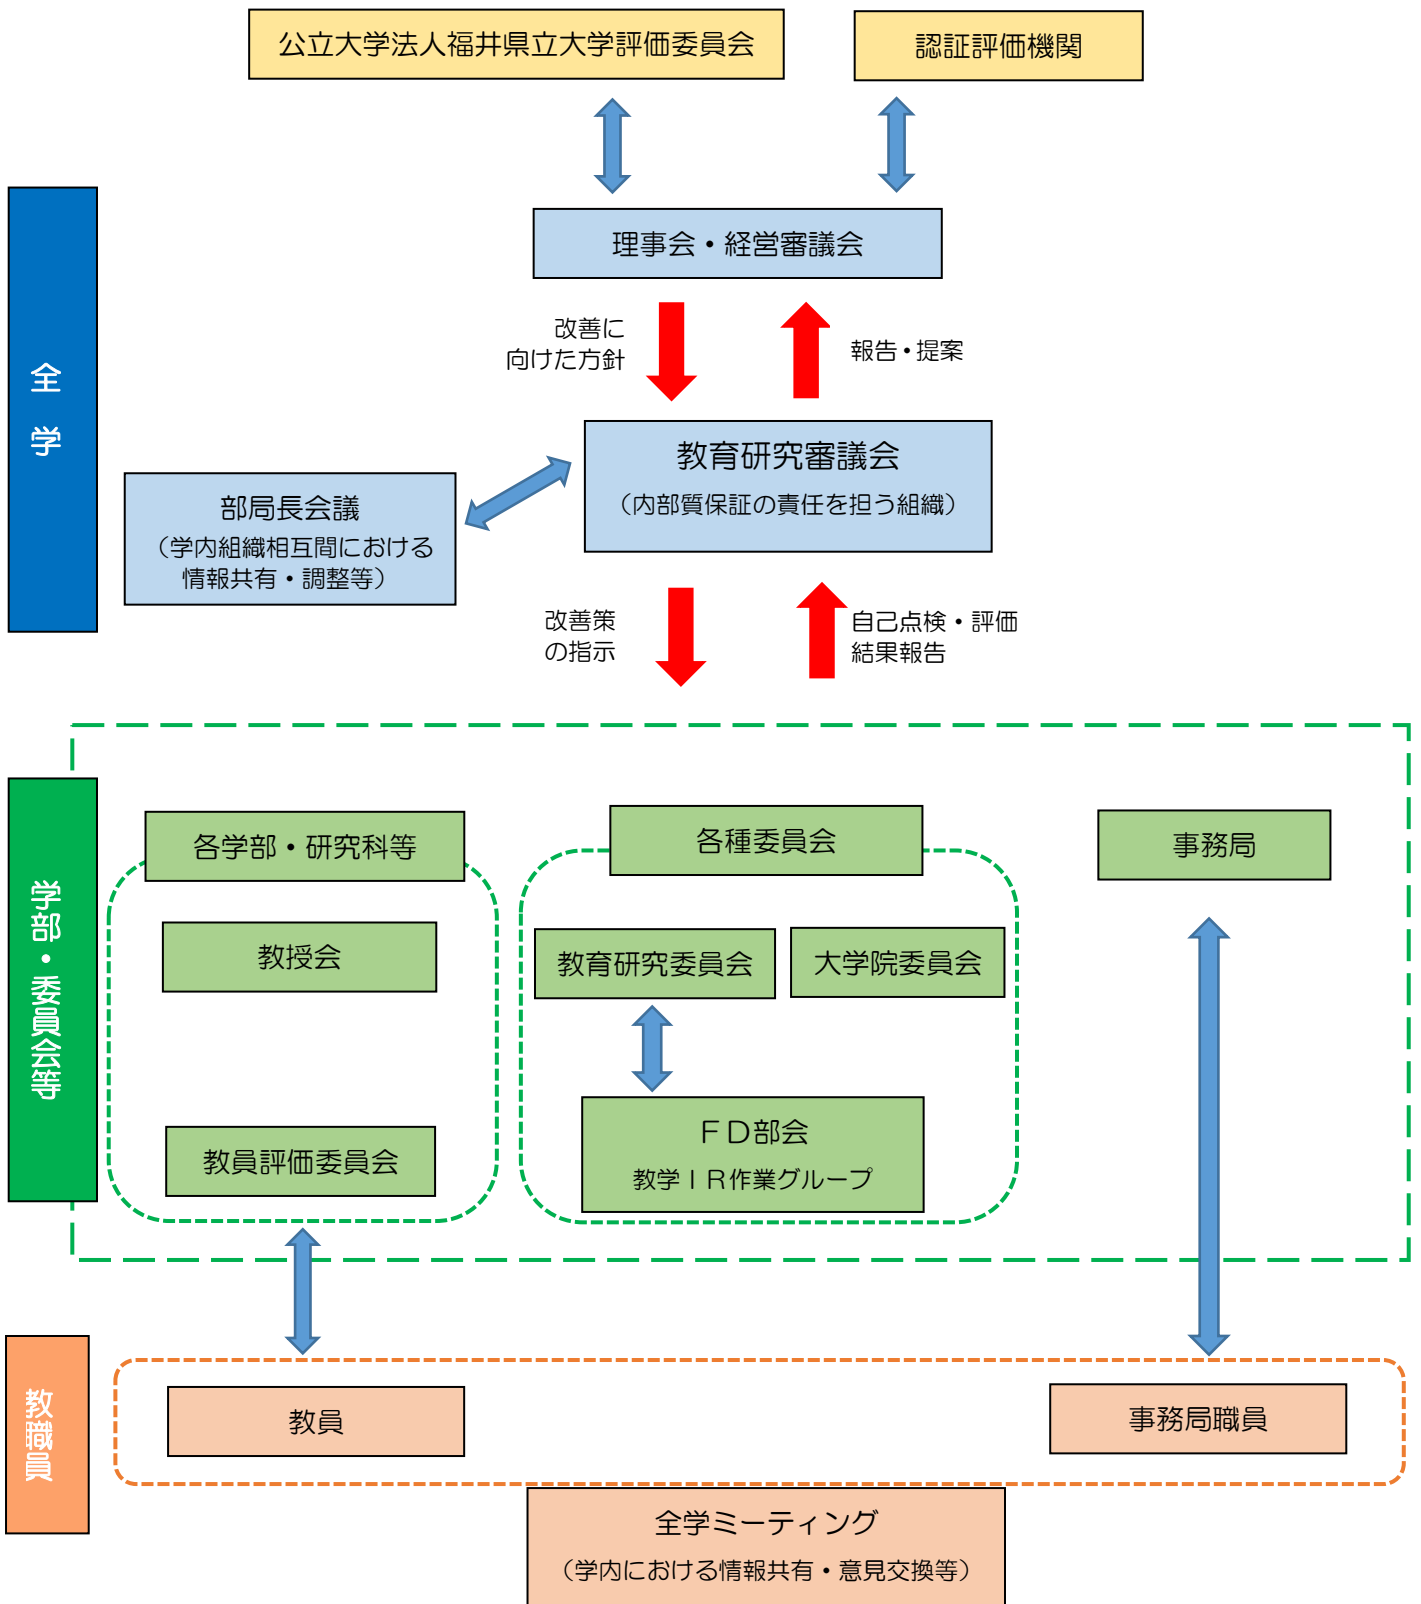 公立大学法人福井県立大学評価委員会
認証評価機関
全学
理事会・経営審議会
改善に
向けた方針
報告・提案
教育研究審議会
（内部質保証の責任を担う組織）
部局長会議
（学内組織相互間における
情報共有・調整等）
改善策
の指示
自己点検・評価
結果報告
学部・委員会等
各学部・研究科等
教授会
教員評価委員会
各種委員会
教育研究委員会
大学院委員会
ＦＤ部会
教学ＩＲ作業グループ
事務局
教職員
教員
事務局職員
全学ミーティング
（学内における情報共有・意見交換等）